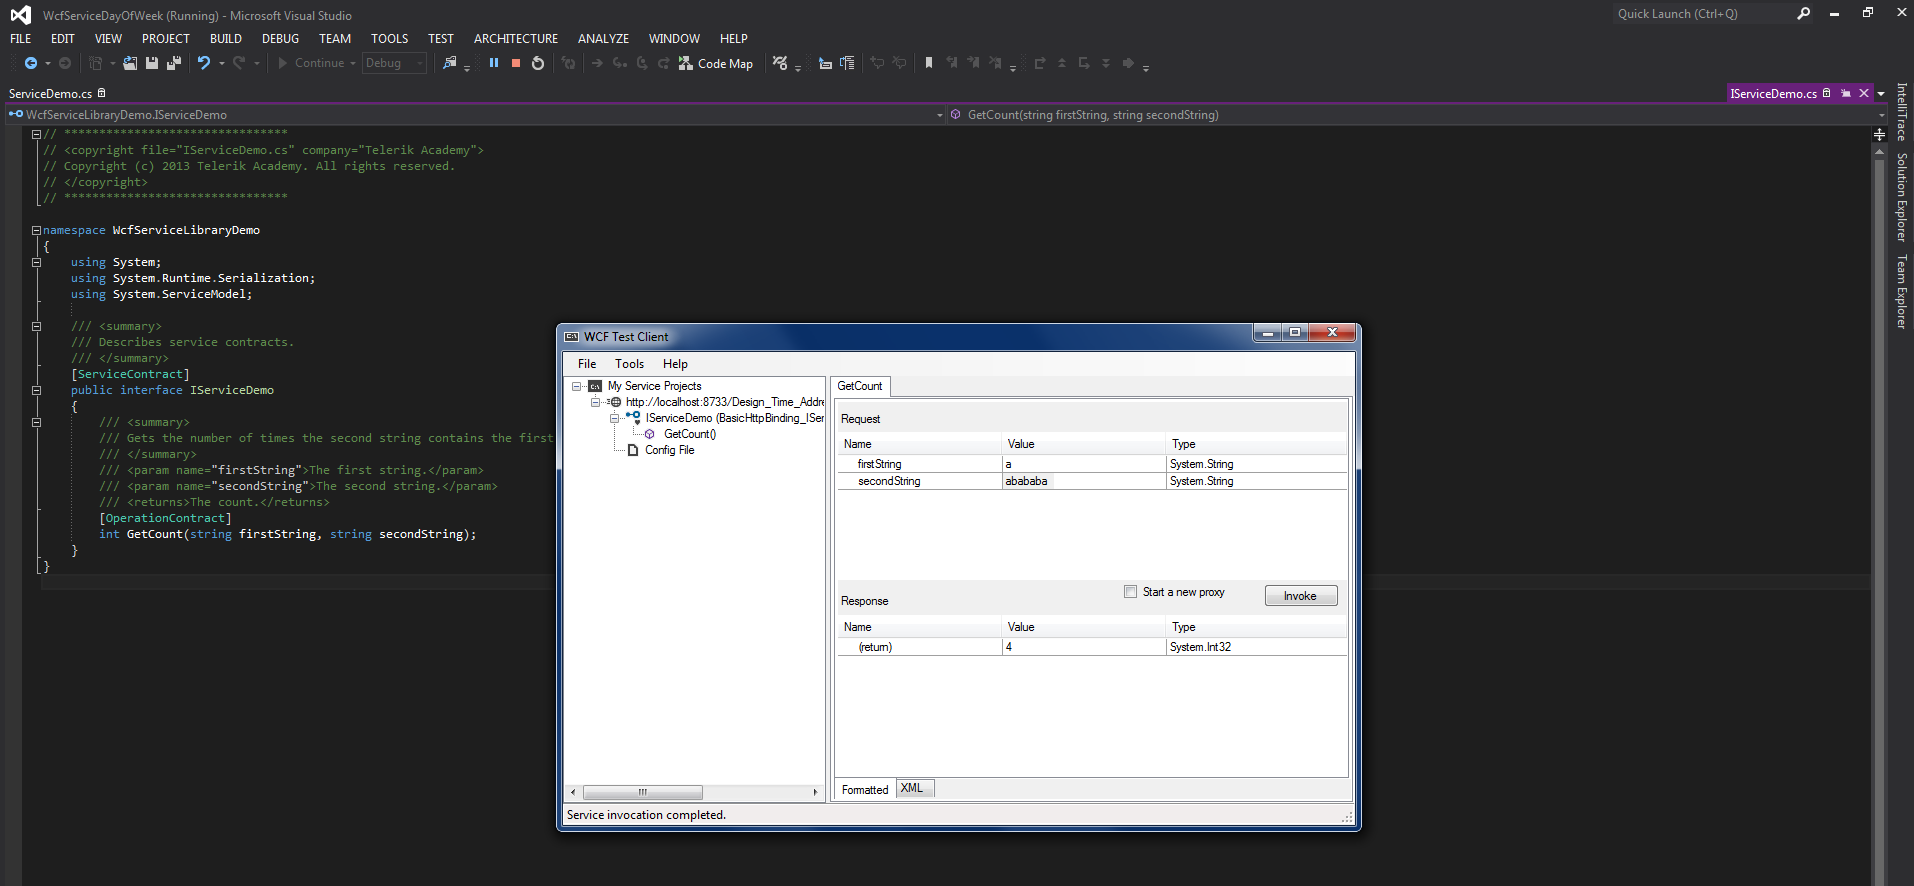 WcfServiceDayOfWeek (Running) - Microsoft Visual Studio
Quick Launch (Ctrl+Q)
FILE EDIT VIEW PROJECT BUILD DEBUG TEAM TOOLS TEST ARCHITECTURE ANALYZE WINDOW HELP
Continue Debug Code Map
ServiceDemo.cs
IServiceDemo.cs
WcfServiceLibraryDemo.IServiceDemo
GetCount(string firstString, string secondString)
// ********************************
// <copyright file="IServiceDemo.cs" company="Telerik Academy">
// Copyright (c) 2013 Telerik Academy. All rights reserved.
// </copyright>
// ********************************
namespace WcfServiceLibraryDemo
{
using System;
using System.Runtime.Serialization;
using System.ServiceModel;
/// <summary>
/// Describes service contracts.
/// </summary>
[ServiceContract]
public interface IServiceDemo
{
/// <summary>
/// Gets the number of times the second string contains the first
/// </summary>
/// <param name="firstString">The first string.</param>
/// <param name="secondString">The second string.</param>
/// <returns>The count.</returns>
[OperationContract]
int GetCount(string firstString, string secondString);
}
}
IntelliTrace
Solution Explorer
Team Explorer
WCF Test Client
File Tools Help
My Service Projects
http://localhost:8733/Design_Time_Addre
IServiceDemo (BasicHttpBinding_ISer
GetCount()
Config File
GetCount
Request
Name Value Type
firstString a System.String
secondString abababa System.String
Start a new proxy
Invoke
Response
Name Value Type
(return) 4 System.Int32
Formatted XML
Service invocation completed.